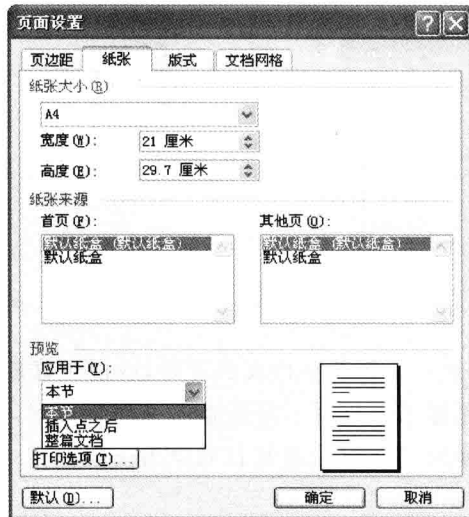 页面设置
页边距 纸张 版式 文档网格
纸张大小(R)
A4
宽度(W): 21 厘米
高度(E): 29.7 厘米
纸张来源
首页(F): 其他页(O):
默认纸盒 (默认纸盒) 默认纸盒 (默认纸盒)
默认纸盒 默认纸盒
预览
应用于(Y):
本节
本节
插入点之后
整篇文档
打印选项(T)...
默认(D)... 确定 取消